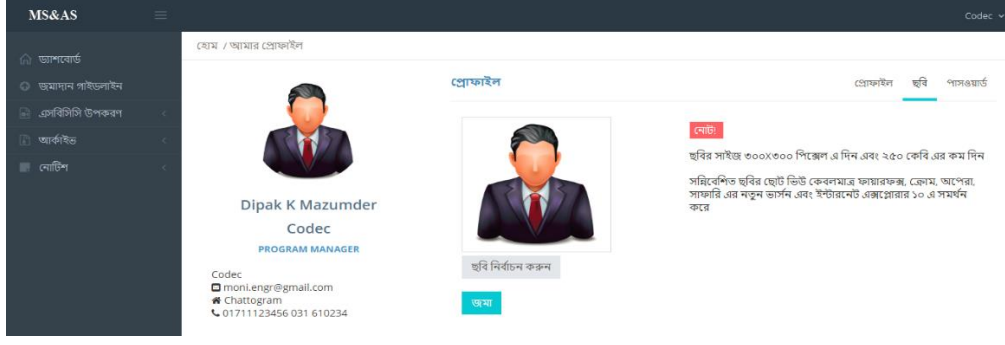 MS&AS
Codec
ড্যাশবোর্ড
জমাদান গাইডলাইন
এসবিসিসি উপকরণ
আর্কাইভ
নোটিশ
হোম / আমার প্রোফাইল
Dipak K Mazumder
Codec
PROGRAM MANAGER
Codec
moni.engr@gmail.com
Chattogram
01711123456 031 610234
প্রোফাইল
প্রোফাইল ছবি পাসওয়ার্ড
ছবি নির্বাচন করুন
জমা
নোট!
ছবির সাইজ ৩০০X৩০০ পিক্সেল এ দিন এবং ২৫০ কেবি এর কম দিন
সন্নিবেশিত ছবির ছোট ভিউ কেবলমাত্র ফায়ারফক্স, ক্রোম, অপেরা,
সাফারি এর নতুন ভার্সন এবং ইন্টারনেট এক্সপ্লোরার ১০ এ সমর্থন
করে